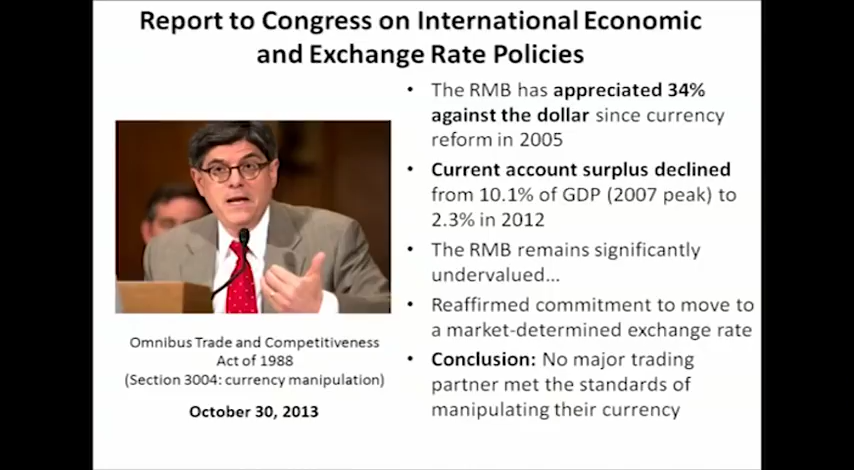 Report to Congress on International Economic
and Exchange Rate Policies
• The RMB has appreciated 34%
against the dollar since currency
reform in 2005
• Current account surplus declined
from 10.1% of GDP (2007 peak) to
2.3% in 2012
• The RMB remains significantly
undervalued...
• Reaffirmed commitment to move to
a market-determined exchange rate
• Conclusion: No major trading
partner met the standards of
manipulating their currency
Omnibus Trade and Competitiveness
Act of 1988
(Section 3004: currency manipulation)
October 30, 2013